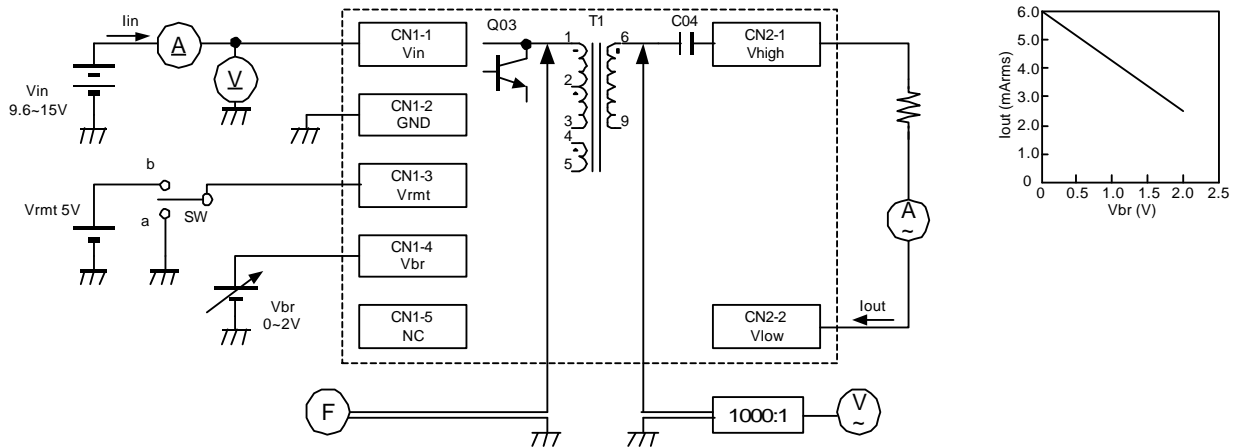 Iin
A
V
Vin
9.6~15V
CN1-1
Vin
CN1-2
GND
CN1-3
Vrmt
CN1-4
Vbr
CN1-5
NC
b
a
SW
Vrmt 5V
Vbr
0~2V
Q03
T1
1
2
3
4
5
6
9
C04
CN2-1
Vhigh
A
~
Iout
CN2-2
Vlow
F
1000:1
V
~
Iout (mArms)
6.0
5.0
4.0
3.0
2.0
1.0
0
0 0.5 1.0 1.5 2.0 2.5
Vbr (V)